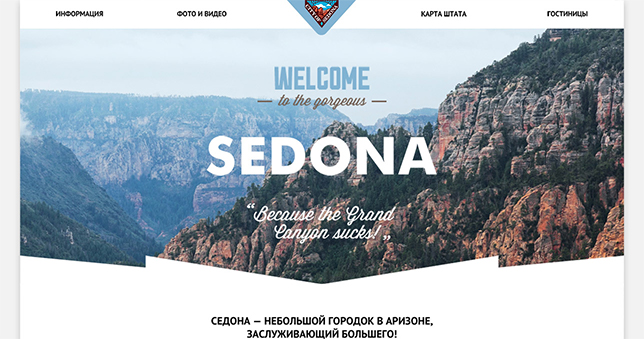 ИНФОРМАЦИЯ
ФОТО И ВИДЕО
КАРТА ШТАТА
ГОСТИНИЦЫ
WELCOME
to the gorgeous
SEDONA
“Because the Grand
Canyon sucks!„
СЕДОНА — НЕБОЛЬШОЙ ГОРОДОК В АРИЗОНЕ,
ЗАСЛУЖИВАЮЩИЙ БОЛЬШЕГО!